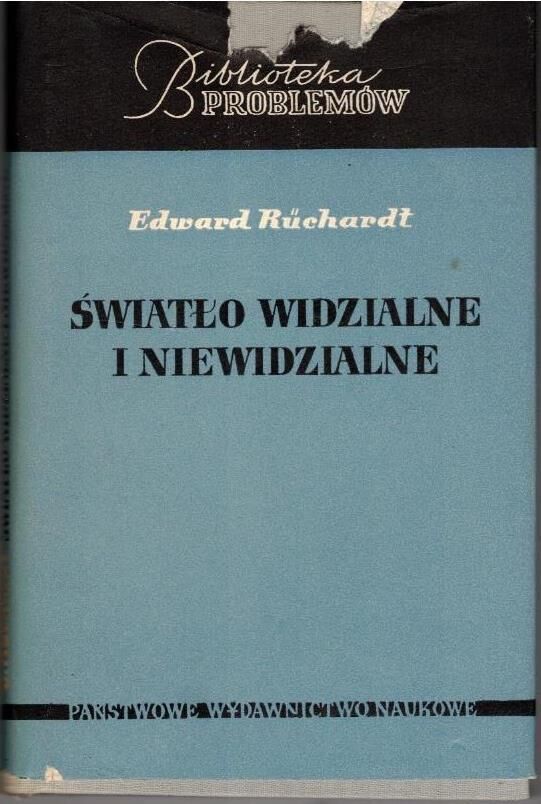 Biblioteka
PROBLEMÓW
Edward Rüchardt
ŚWIATŁO WIDZIALNE
I NIEWIDZIALNE
PAŃSTWOWE WYDAWNICTWO NAUKOWE